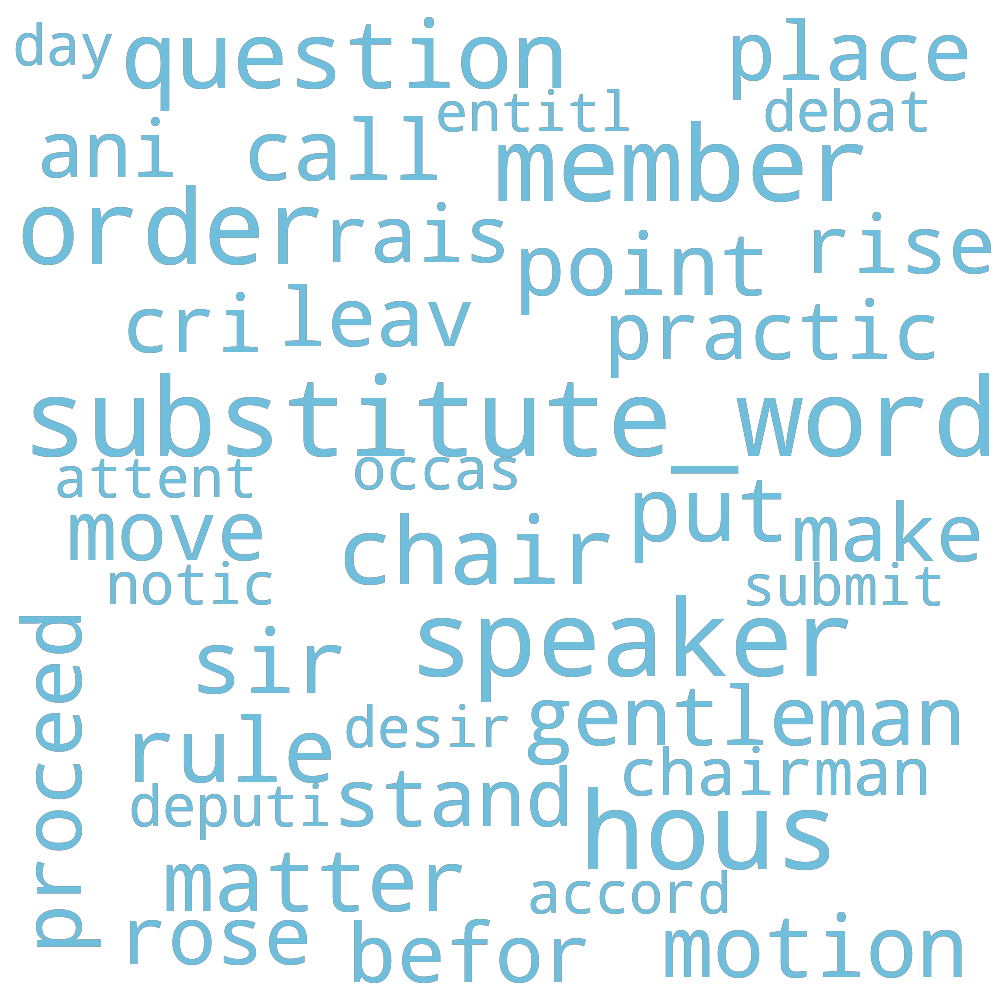 day question place
entitl debat
ani call member
order rais point rise
cri leav practic
substitute_word
attent occas put
move chair make
notic submit
proceed sir speaker
rule desir gentleman
deputi stand chairman
hous
matter accord
rose befor motion